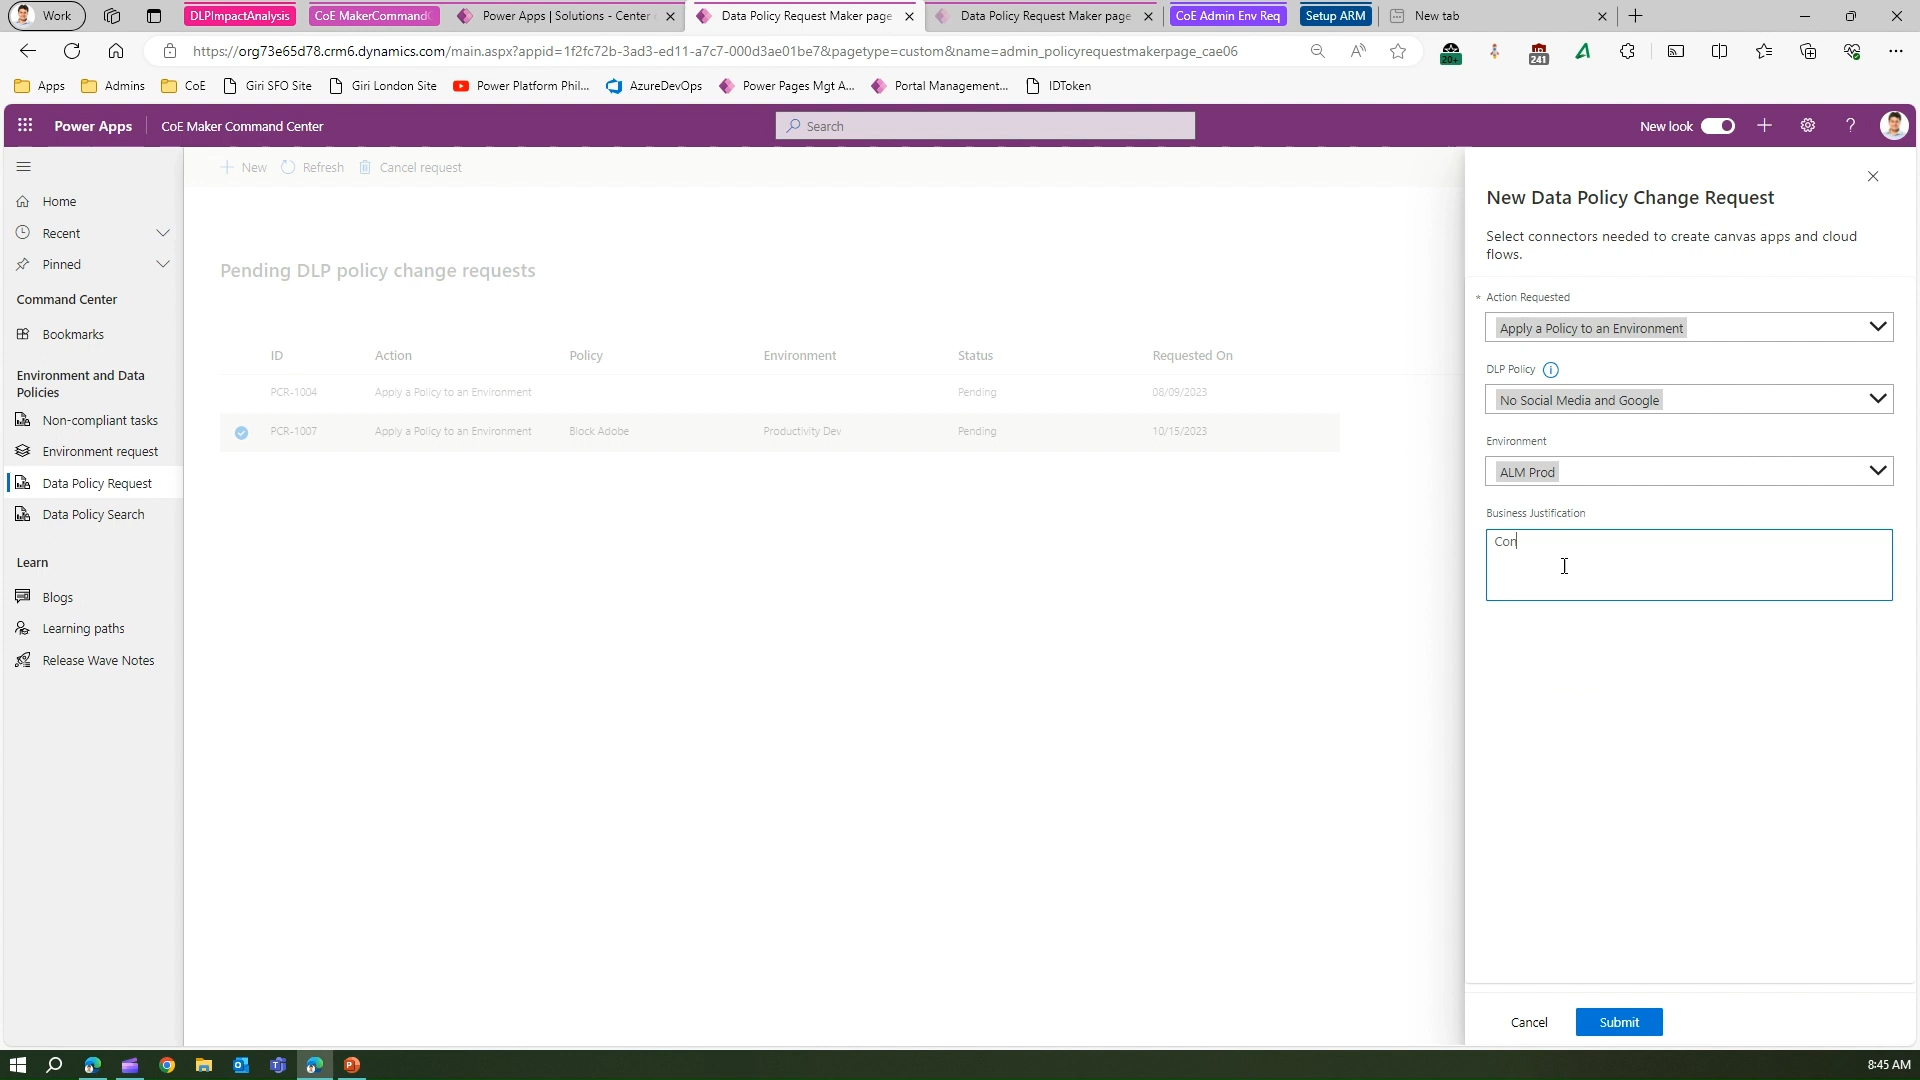 Work
DLPImpactAnalysis
CoE MakerCommandC
Power Apps | Solutions - Center
Data Policy Request Maker page
Data Policy Request Maker page
CoE Admin Env Req
Setup ARM
New tab
https://org73e65d78.crm6.dynamics.com/main.aspx?appid=1f2fc72b-3ad3-ed11-a7c7-000d3ae01be7&pagetype=custom&name=admin_policyrequestmakerpage_cae06
20+
241
Apps
Admins
CoE
Giri SFO Site
Giri London Site
Power Platform Phil...
AzureDevOps
Power Pages Mgt A...
Portal Management...
IDToken
Power Apps
CoE Maker Command Center
Search
New look
Home
Recent
Pinned
Command Center
Bookmarks
Environment and Data
Policies
Non-compliant tasks
Environment request
Data Policy Request
Data Policy Search
Learn
Blogs
Learning paths
Release Wave Notes
New Refresh Cancel request
Pending DLP policy change requests
ID Action Policy Environment Status Requested On
PCR-1004 Apply a Policy to an Environment Pending 08/09/2023
PCR-1007 Apply a Policy to an Environment Block Adobe Productivity Dev Pending 10/15/2023
New Data Policy Change Request
Select connectors needed to create canvas apps and cloud
flows.
* Action Requested
Apply a Policy to an Environment
DLP Policy
No Social Media and Google
Environment
ALM Prod
Business Justification
Con
Cancel
Submit
8:45 AM